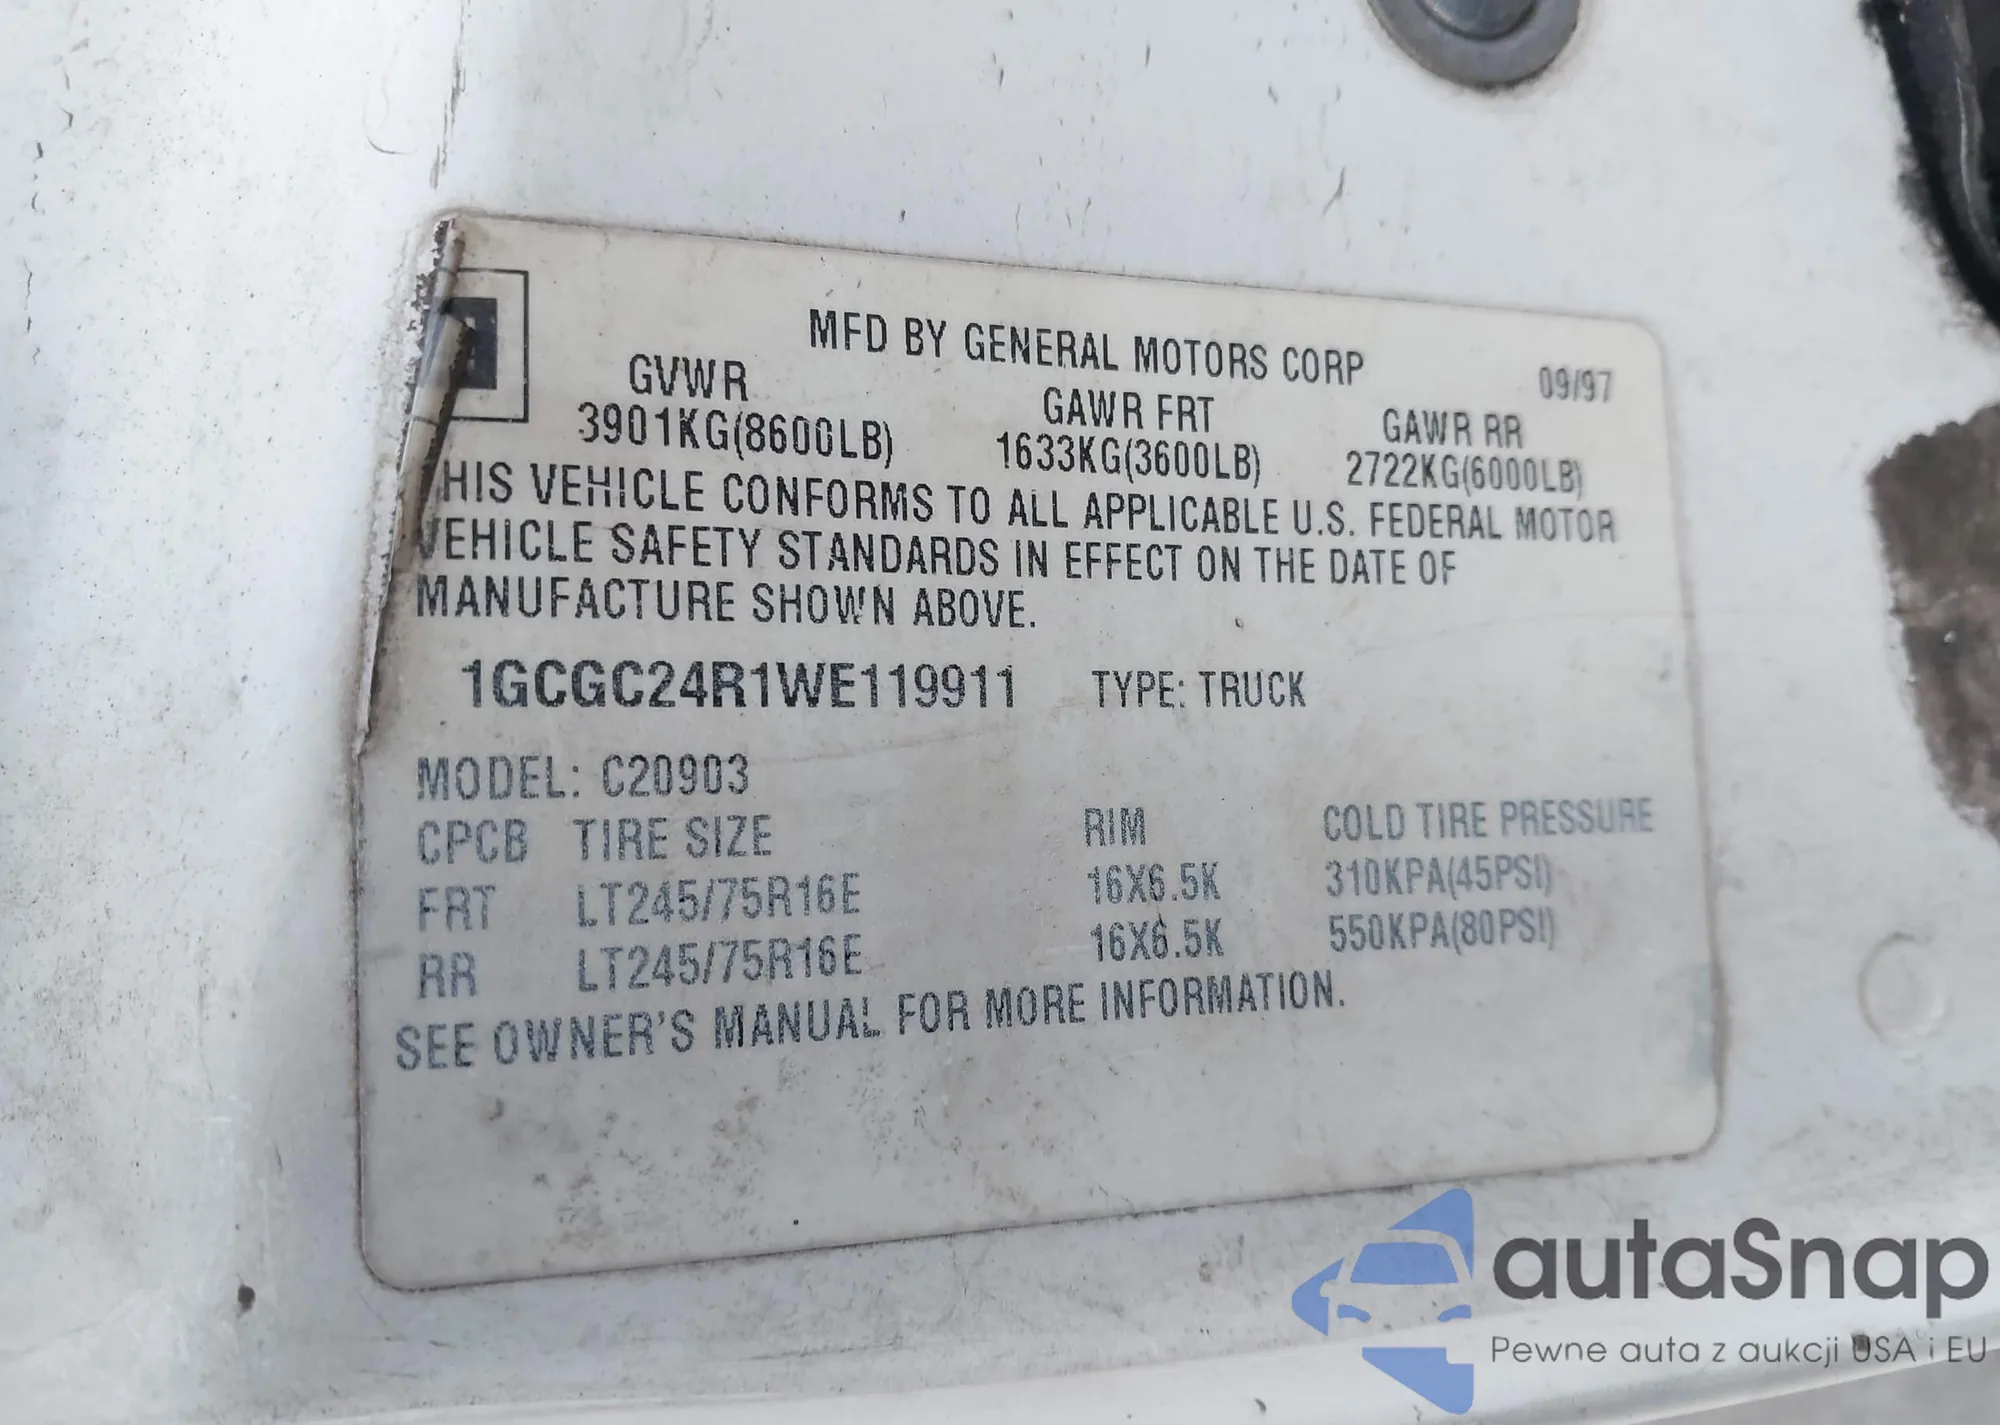 MFD BY GENERAL MOTORS CORP 09/97
GVWR GAWR FRT GAWR RR
3901KG(8600LB) 1633KG(3600LB) 2722KG(6000LB)
HIS VEHICLE CONFORMS TO ALL APPLICABLE U.S. FEDERAL MOTOR
VEHICLE SAFETY STANDARDS IN EFFECT ON THE DATE OF
MANUFACTURE SHOWN ABOVE.
1GCGC24R1WE119911 TYPE: TRUCK
MODEL: C20903
CPCB TIRE SIZE RIM COLD TIRE PRESSURE
FRT LT245/75R16E 16X6.5K 310KPA(45PSI)
RR LT245/75R16E 16X6.5K 550KPA(80PSI)
SEE OWNER'S MANUAL FOR MORE INFORMATION.
autaSnap
Pewne auta z aukcji USA i EU